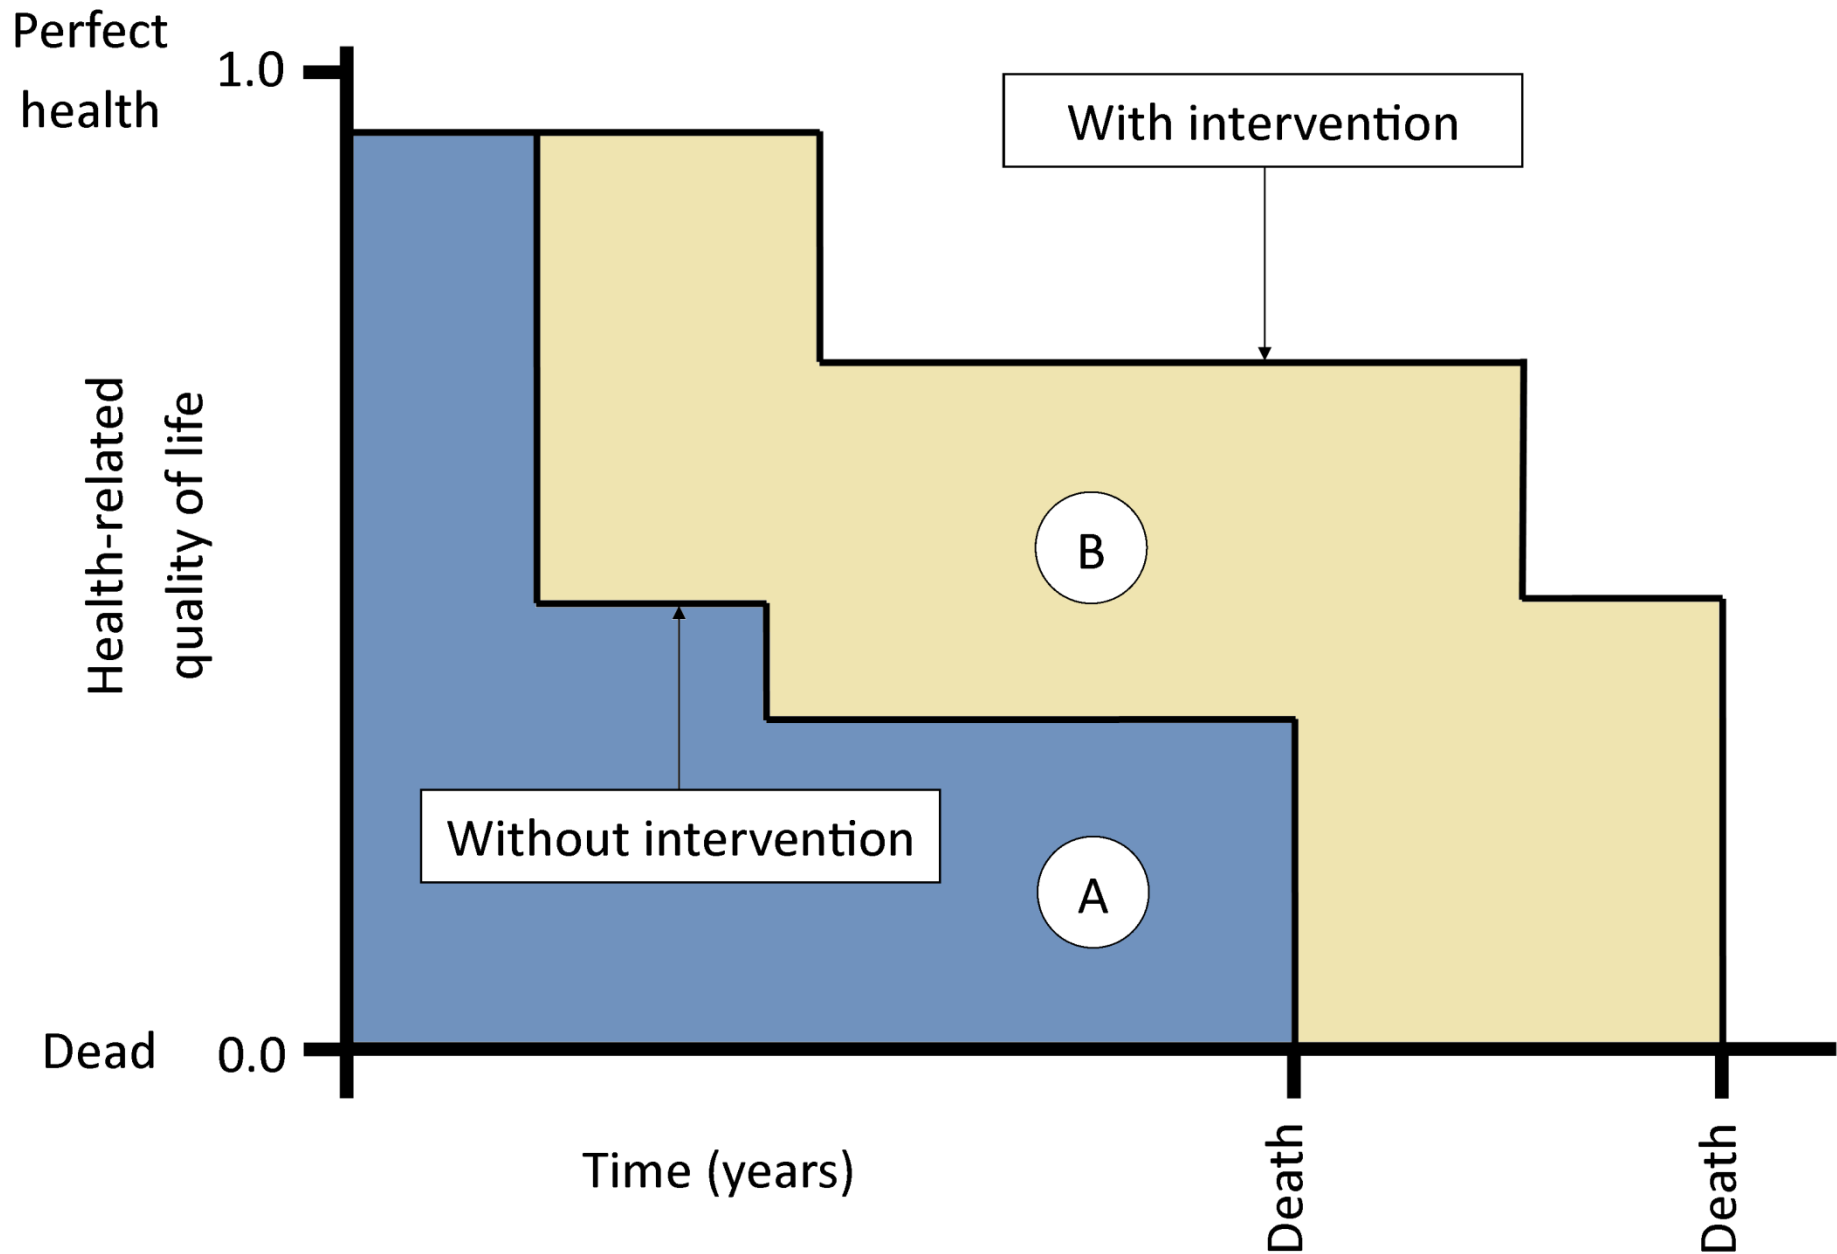 Perfect
health
1.0
With intervention
Health-related
quality of life
B
Without intervention
A
Dead
0.0
Time (years)
Death
Death